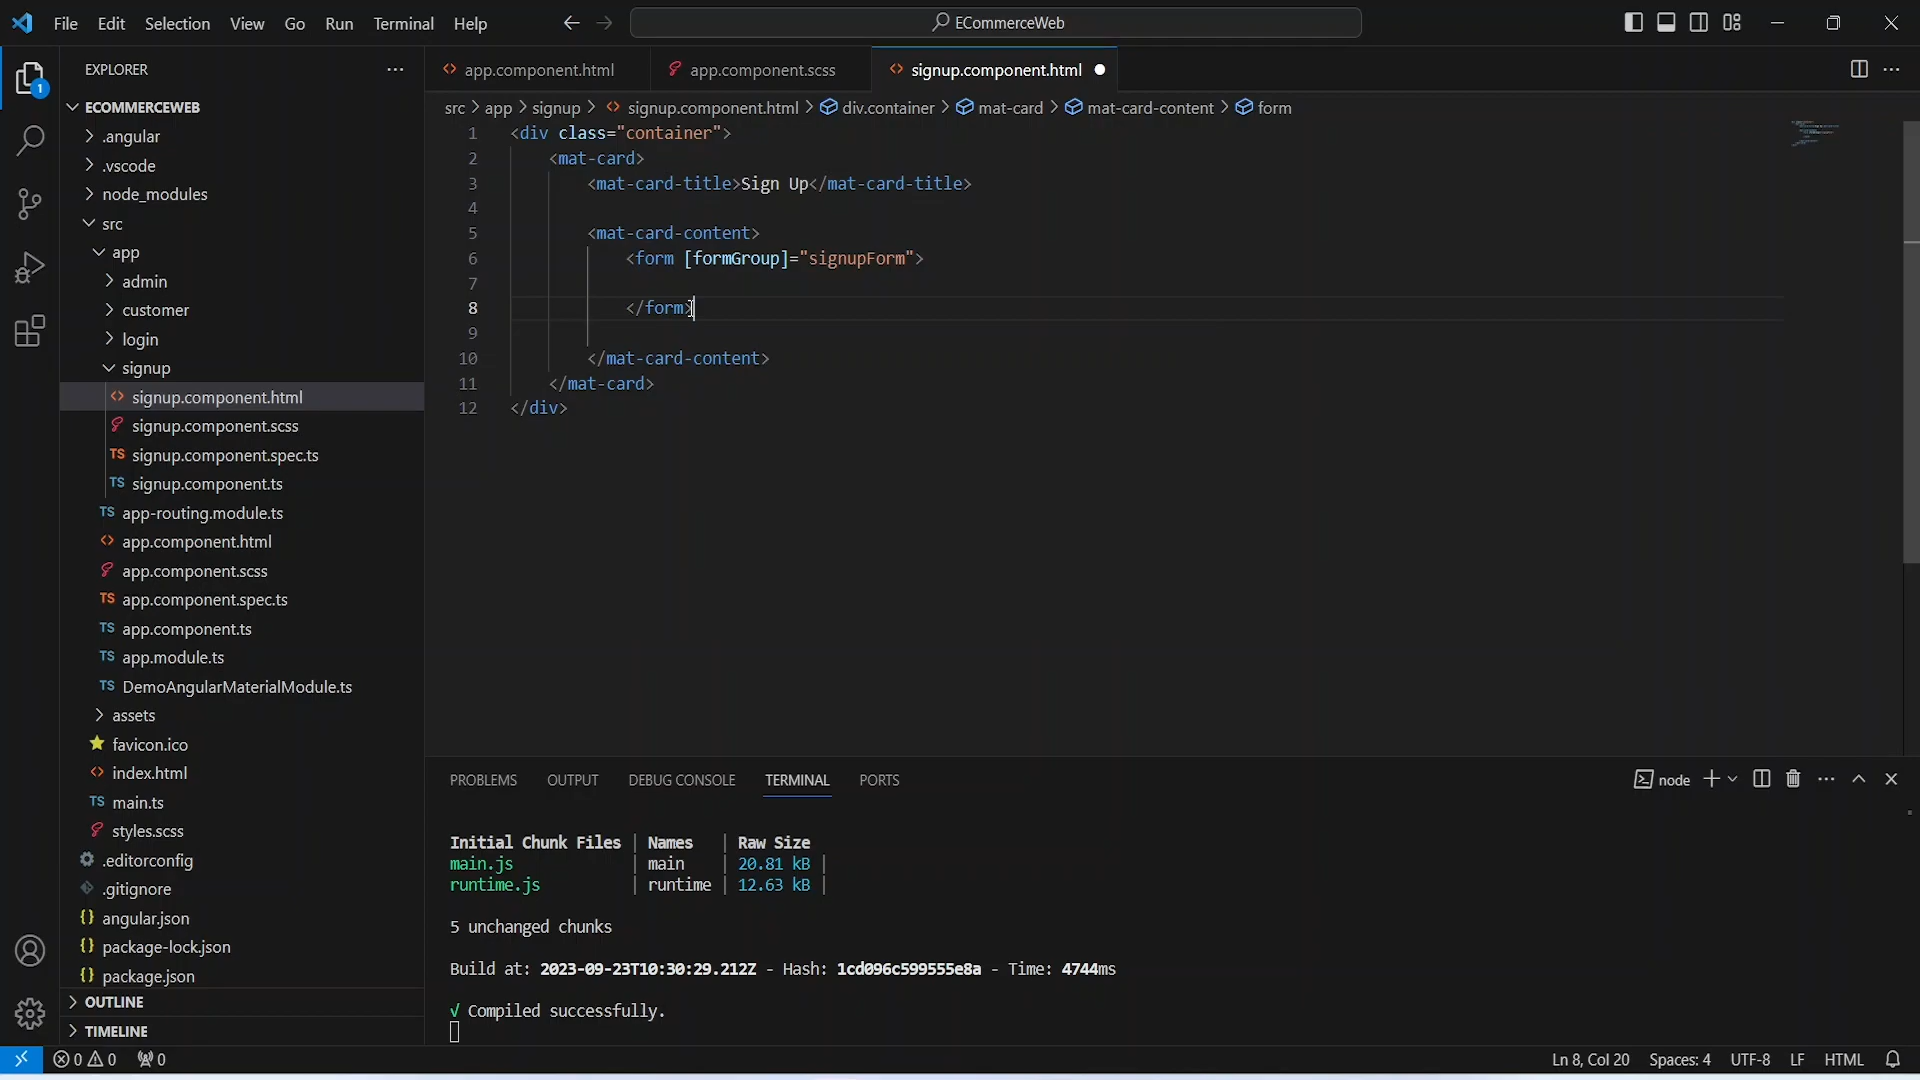 File Edit Selection View Go Run Terminal Help ECommerceWeb
EXPLORER
ECOMMERCEWEB
.angular
.vscode
node_modules
src
app
admin
customer
login
signup
signup.component.html
signup.component.scss
signup.component.spec.ts
signup.component.ts
app-routing.module.ts
app.component.html
app.component.scss
app.component.spec.ts
app.component.ts
app.module.ts
DemoAngularMaterialModule.ts
assets
favicon.ico
index.html
main.ts
styles.scss
.editorconfig
.gitignore
angular.json
package-lock.json
package.json
OUTLINE
TIMELINE
app.component.html app.component.scss signup.component.html
src > app > signup > signup.component.html > div.container > mat-card > mat-card-content > form
1 <div class="container">
2 <mat-card>
3 <mat-card-title>Sign Up</mat-card-title>
4
5 <mat-card-content>
6 <form [formGroup]="signupForm">
7
8 </form>
9
10 </mat-card-content>
11 </mat-card>
12 </div>
PROBLEMS OUTPUT DEBUG CONSOLE TERMINAL PORTS node
Initial Chunk Files | Names | Raw Size
main.js | main | 20.81 kB |
runtime.js | runtime | 12.63 kB |
5 unchanged chunks
Build at: 2023-09-23T10:30:29.212Z - Hash: 1cd096c599555e8a - Time: 4744ms
√ Compiled successfully.
0 0 0 Ln 8, Col 20 Spaces: 4 UTF-8 LF HTML